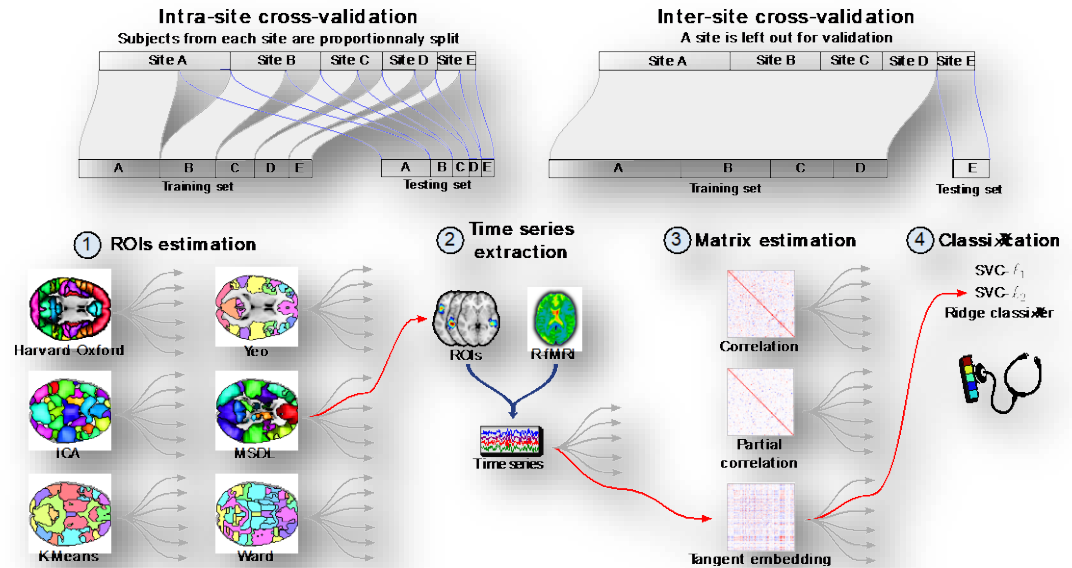 Intra-site cross-validation
Subjects from each site are proportionnaly split
Site A Site B Site C Site D Site E
A B C D E
Training set
A B C D E
Testing set
Inter-site cross-validation
A site is left out for validation
Site A Site B Site C Site D Site E
A B C D
Training set
E
Testing set
1 ROIs estimation
Harvard-Oxford
Yeo
ICA
MSDL
K-Means
Ward
2 Time series
extraction
ROIs
R-fMRI
Time series
3 Matrix estimation
Correlation
Partial
correlation
Tangent embedding
4
SVC-ℓ1
SVC-ℓ2
Ridge